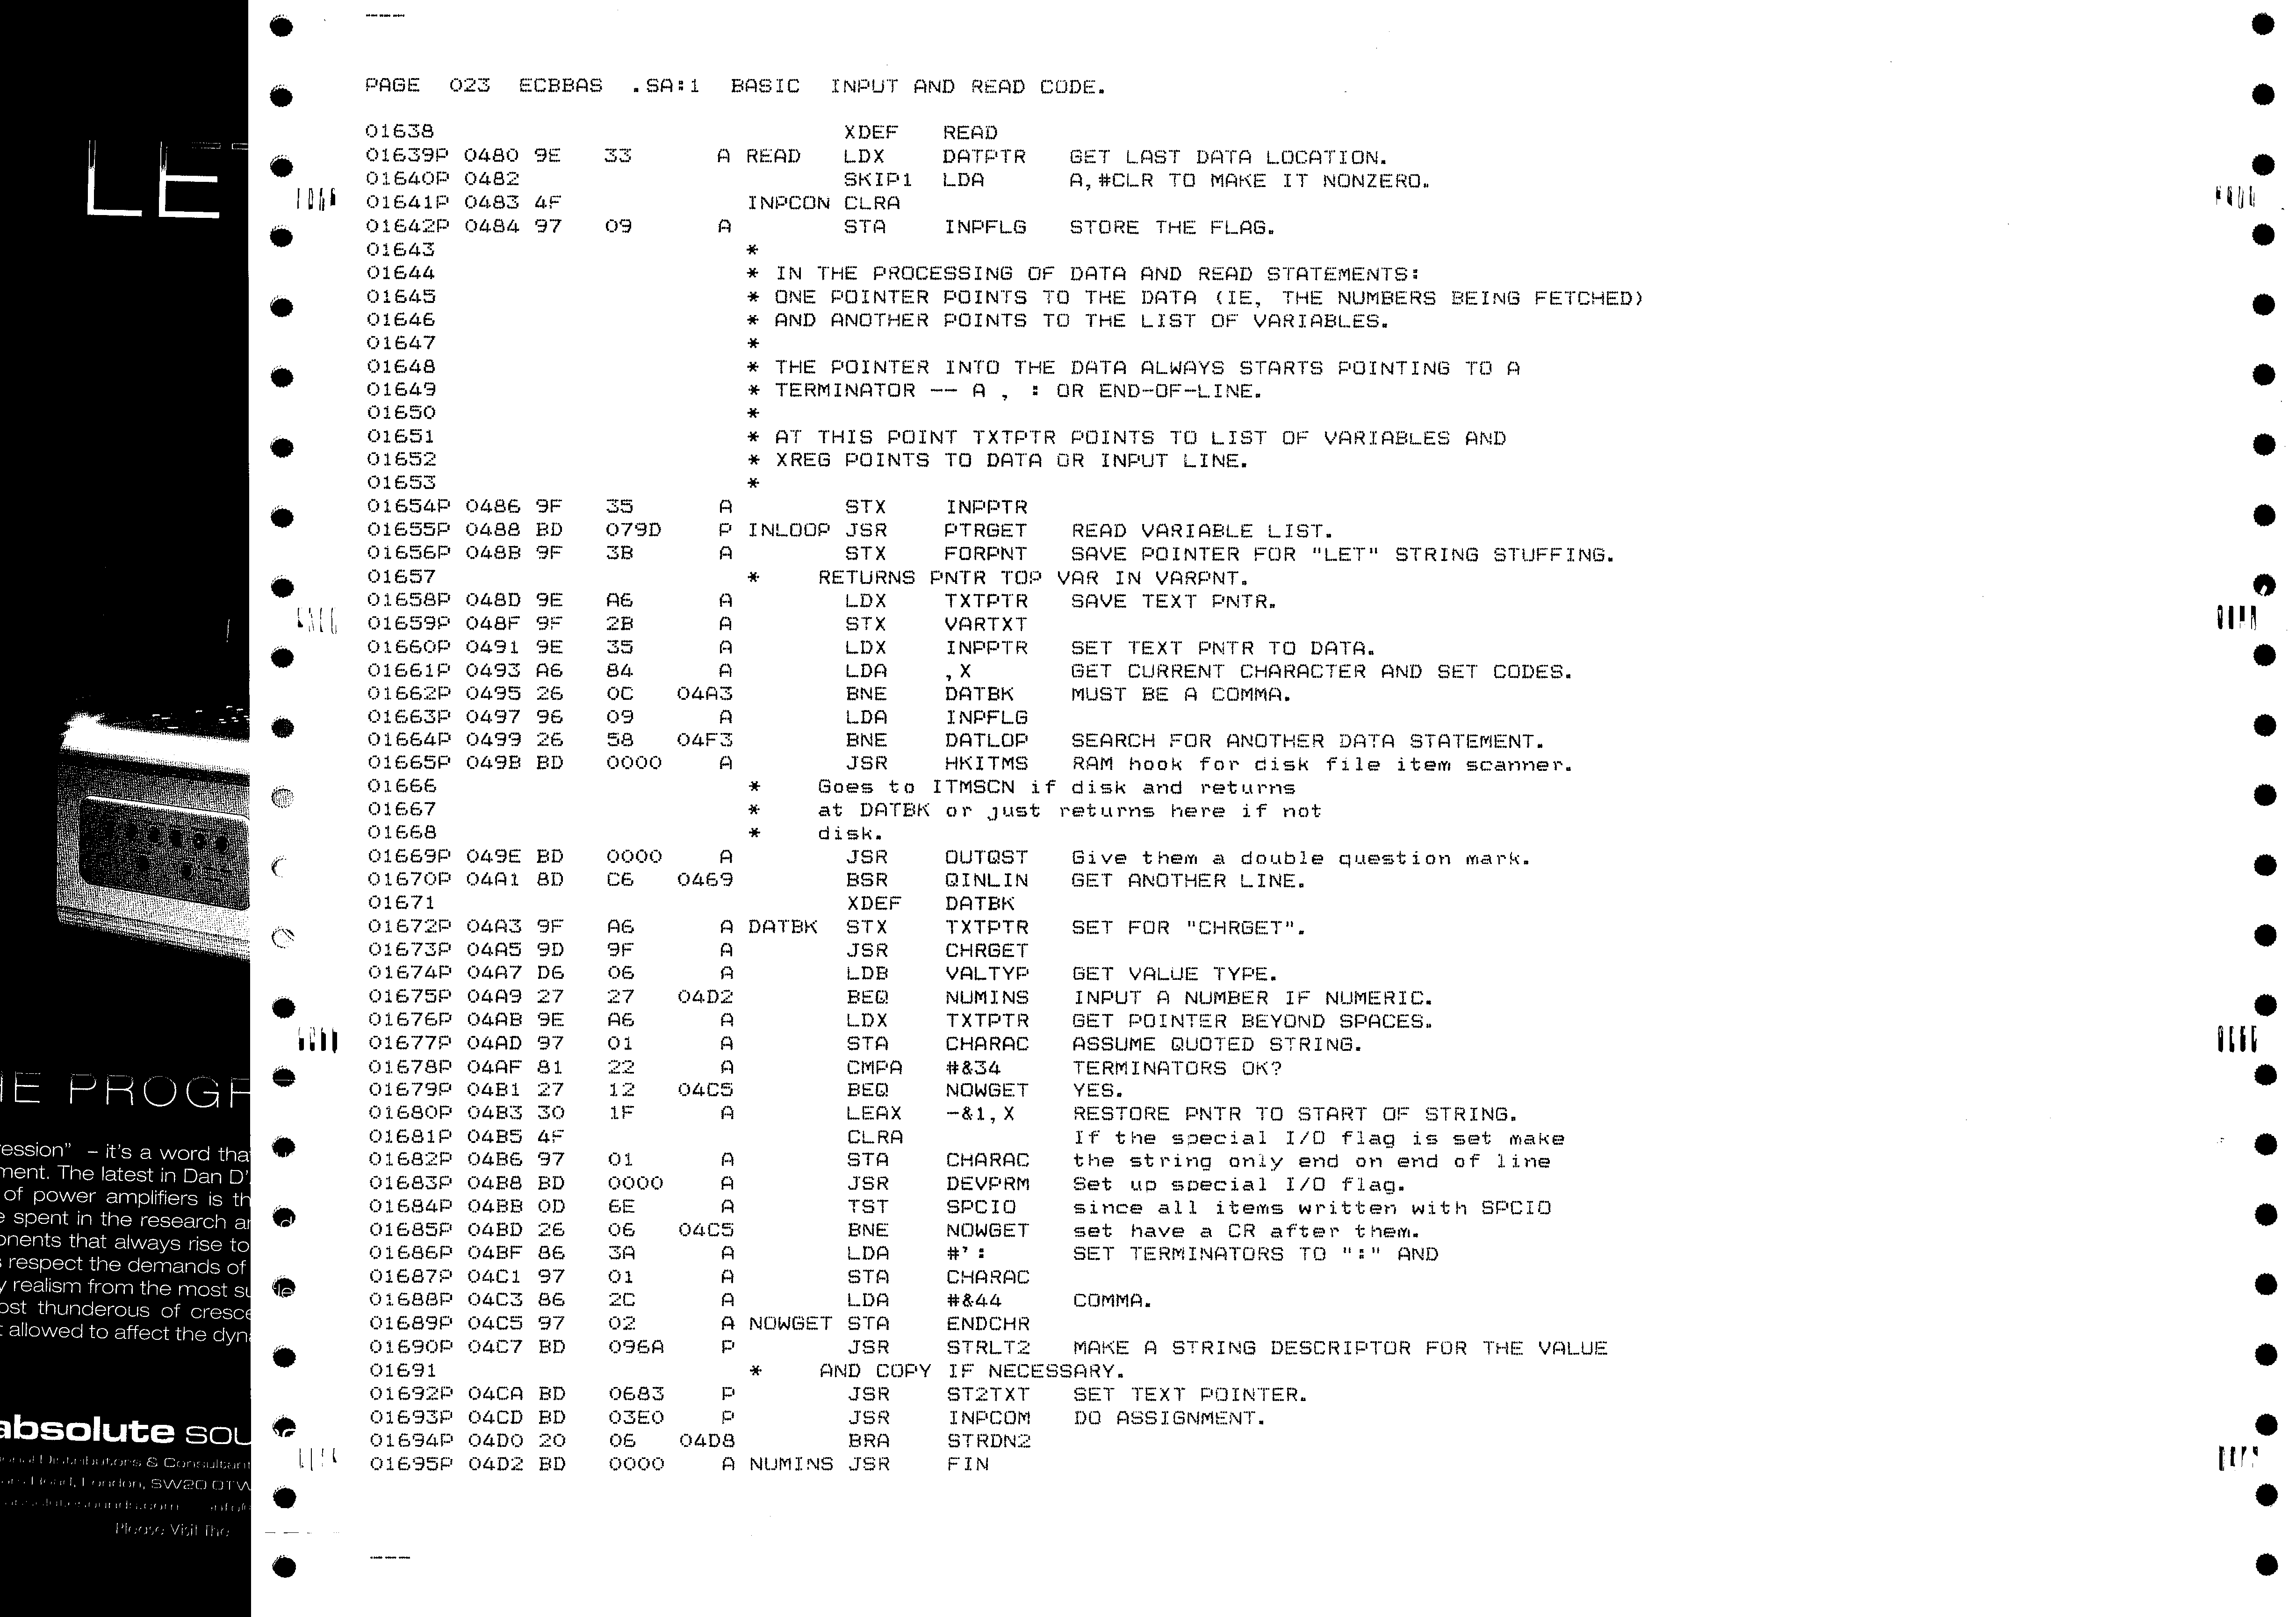 PAGE 023 ECBBAS .SA:1 BASIC INPUT AND READ CODE.
01638 XDEF READ
01639P 0480 9E 33 A READ LDX DATPTR GET LAST DATA LOCATION.
01640P 0482 SKIP1 LDA A,#CLR TO MAKE IT NONZERO.
01641P 0483 4F INPCON CLRA
01642P 0484 97 09 A STA INPFLG STORE THE FLAG.
01643 *
01644 * IN THE PROCESSING OF DATA AND READ STATEMENTS:
01645 * ONE POINTER POINTS TO THE DATA (IE, THE NUMBERS BEING FETCHED)
01646 * AND ANOTHER POINTS TO THE LIST OF VARIABLES.
01647 *
01648 * THE POINTER INTO THE DATA ALWAYS STARTS POINTING TO A
01649 * TERMINATOR -- A , : OR END-OF-LINE.
01650 *
01651 * AT THIS POINT TXTPTR POINTS TO LIST OF VARIABLES AND
01652 * XREG POINTS TO DATA OR INPUT LINE.
01653 *
01654P 0486 9F 35 A STX INPPTR
01655P 0488 BD 079D P INLOOP JSR PTRGET READ VARIABLE LIST.
01656P 048B 9F 3B A STX FORPNT SAVE POINTER FOR "LET" STRING STUFFING.
01657 * RETURNS PNTR TOP VAR IN VARPNT.
01658P 048D 9E A6 A LDX TXTPTR SAVE TEXT PNTR.
01659P 048F 9F 2B A STX VARTXT
01660P 0491 9E 35 A LDX INPPTR SET TEXT PNTR TO DATA.
01661P 0493 A6 84 A LDA ,X GET CURRENT CHARACTER AND SET CODES.
01662P 0495 26 0C 04A3 BNE DATBK MUST BE A COMMA.
01663P 0497 96 09 A LDA INPFLG
01664P 0499 26 58 04F3 BNE DATLOP SEARCH FOR ANOTHER DATA STATEMENT.
01665P 049B BD 0000 A JSR HKITMS RAM hook for disk file item scanner.
01666 * Goes to ITMSCN if disk and returns
01667 * at DATBK or just returns here if not
01668 * disk.
01669P 049E BD 0000 A JSR OUTQST Give them a double question mark.
01670P 04A1 8D C6 0469 BSR QINLIN GET ANOTHER LINE.
01671 XDEF DATBK
01672P 04A3 9F A6 A DATBK STX TXTPTR SET FOR "CHRGET".
01673P 04A5 9D 9F A JSR CHRGET
01674P 04A7 D6 06 A LDB VALTYP GET VALUE TYPE.
01675P 04A9 27 27 04D2 BEQ NUMINS INPUT A NUMBER IF NUMERIC.
01676P 04AB 9E A6 A LDX TXTPTR GET POINTER BEYOND SPACES.
01677P 04AD 97 01 A STA CHARAC ASSUME QUOTED STRING.
01678P 04AF 81 22 A CMPA #&34 TERMINATORS OK?
01679P 04B1 27 12 04C5 BEQ NOWGET YES.
01680P 04B3 30 1F A LEAX -&1,X RESTORE PNTR TO START OF STRING.
01681P 04B5 4F CLRA If the special I/O flag is set make
01682P 04B6 97 01 A STA CHARAC the string only end on end of line
01683P 04B8 BD 0000 A JSR DEVPRM Set up special I/O flag.
01684P 04BB 0D 6E A TST SPCIO since all items written with SPCIO
01685P 04BD 26 06 04C5 BNE NOWGET set have a CR after them.
01686P 04BF 86 3A A LDA #': SET TERMINATORS TO ":" AND
01687P 04C1 97 01 A STA CHARAC
01688P 04C3 86 2C A LDA #&44 COMMA.
01689P 04C5 97 02 A NOWGET STA ENDCHR
01690P 04C7 BD 096A P JSR STRLT2 MAKE A STRING DESCRIPTOR FOR THE VALUE
01691 * AND COPY IF NECESSARY.
01692P 04CA BD 0683 P JSR ST2TXT SET TEXT POINTER.
01693P 04CD BD 03E0 P JSR INPCOM DO ASSIGNMENT.
01694P 04D0 20 06 04D8 BRA STRDN2
01695P 04D2 BD 0000 A NUMINS JSR FIN
LET
HE PROGR
ession" – it's a word tha
ment. The latest in Dan D'
of power amplifiers is th
e spent in the research an
onents that always rise to
s respect the demands of
y realism from the most su
ost thunderous of cresce
t allowed to affect the dyn
absolute sou
onal Distributors & Consultant
Road, London, SW20 0TW
Please Visit The